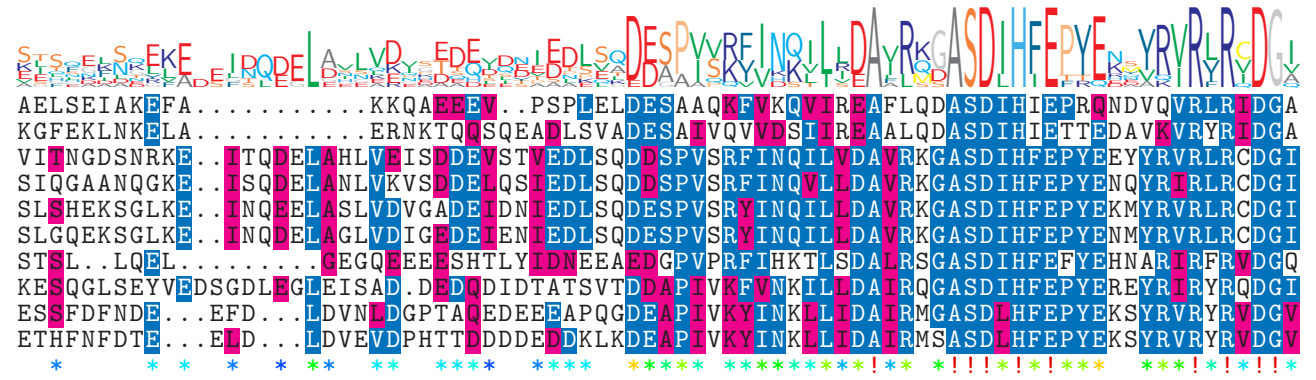 AELSEIAKEFA...........KKQAEEEV..PSPLELDESAAQKFVKQVIREAFLQDASDIHIEPRQNDVQVRLRIDGA
KGFEKLNKELA...........ERNKTQQSQEADLSVADESAIVQVVDSIIREAALQDASDIHIETTEDAVKVRYRIDGA
VITNGDSNRKE..ITQDELAHLVEISDDEVSTVEDLSQDDSPVSRFINQILVDAVRKGASDIHFEPYEEYYRVRLRCDGI
SIQGAANQGKE..ISQDELANLVKVSDDELQSIEDLSQDDSPVSRFINQVLLDAVRKGASDIHFEPYENQYRIRLRCDGI
SLSHEKSGLKE..INQEELASLVDVGADEIDNIEDLSQDESPVSRYINQILLDAVRKGASDIHFEPYEKMYRVRLRCDGI
SLGQEKSGLKE..INQDELAGLVDIGEDEIENIEDLSQDESPVSRYINQILLDAVRKGASDIHFEPYENMYRVRLRCDGI
STSL..LQEL.........GEGQEEEESHTLYIDNEEAEDGPVPRFIHKTLSDALRSGASDIHFEFYEHNARIRFRVDGQ
KESQGLSEYVEDSGDLEGLEISAD.DEDQDIDTATSVTDDAPIVKFVNKILLDAIRQGASDIHFEPYEREYRIRYRQDGI
ESSFDFNDE...EFD...LDVNLDGPTAQEDEEEAPQGDEAPIVKYINKLLIDAIRMGASDLHFEPYEKSYRVRYRVDGV
ETHFNFDTE...ELD...LDVEVDPHTTDDDDEDDKLKDEAPIVKYINKLLIDAIRMSASDLHFEPYEKSYRVRYRVDGV